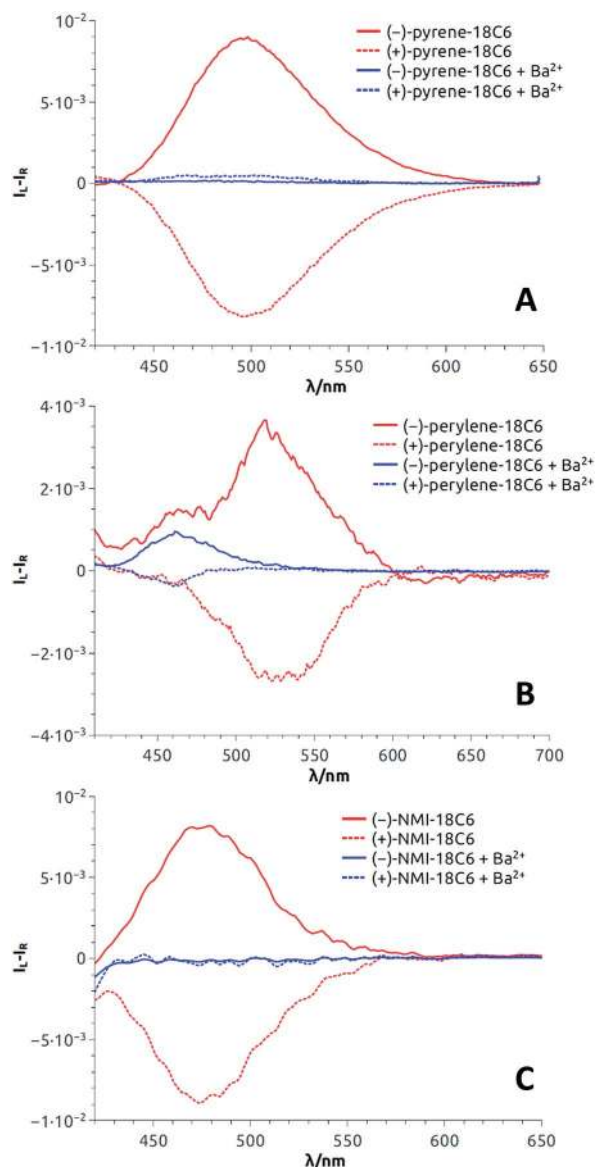 10⁻²
5·10⁻³
0
−5·10⁻³
−1·10⁻²
I_L-I_R
450 500 550 600 650
λ/nm
(−)-pyrene-18C6
(+)-pyrene-18C6
(−)-pyrene-18C6 + Ba²⁺
(+)-pyrene-18C6 + Ba²⁺
A
4·10⁻³
2·10⁻³
0
−2·10⁻³
−4·10⁻³
I_L-I_R
450 500 550 600 650 700
λ/nm
(−)-perylene-18C6
(+)-perylene-18C6
(−)-perylene-18C6 + Ba²⁺
(+)-perylene-18C6 + Ba²⁺
B
10⁻²
5·10⁻³
0
−5·10⁻³
−1·10⁻²
I_L-I_R
450 500 550 600 650
λ/nm
(−)-NMI-18C6
(+)-NMI-18C6
(−)-NMI-18C6 + Ba²⁺
(+)-NMI-18C6 + Ba²⁺
C